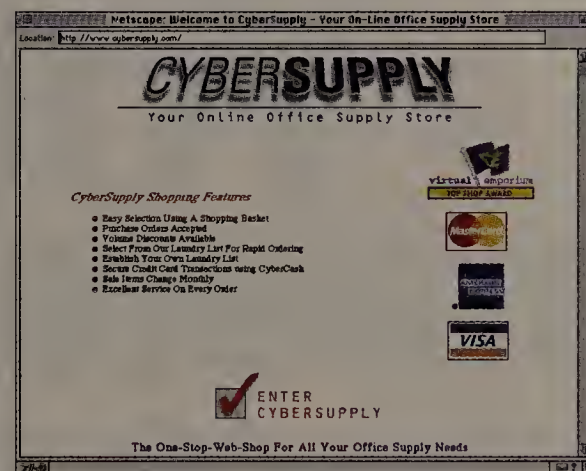 Netscape: Welcome to CyberSupply - Your On-Line Office Supply Store
Location: http://www.cybersupply.com/
CYBERSUPPLY
Your Online Office Supply Store
virtual emporium
TOP SHOP AWARD
CyberSupply Shopping Features
Easy Selection Using A Shopping Basket
Purchase Orders Accepted
Volume Discounts Available
Select From Our Laundry List For Rapid Ordering
Establish Your Own Laundry List
Secure Credit Card Transactions using CyberCash
Sale Items Change Monthly
Excellent Service On Every Order
MasterCard
AMERICAN EXPRESS
VISA
ENTER
CYBERSUPPLY
The One-Stop-Web-Shop For All Your Office Supply Needs